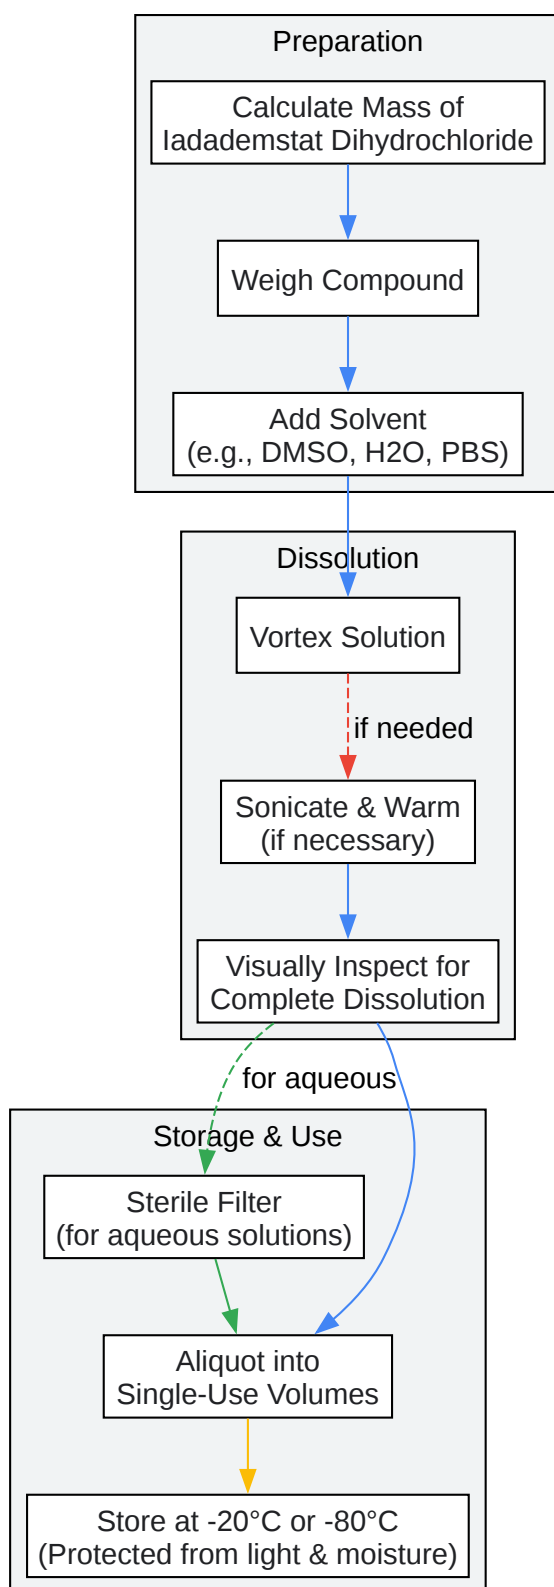 Preparation
Calculate Mass of
Iadademstat Dihydrochloride
Weigh Compound
Add Solvent
(e.g., DMSO, H2O, PBS)
Dissolution
Vortex Solution
if needed
Sonicate & Warm
(if necessary)
Visually Inspect for
Complete Dissolution
for aqueous
Storage & Use
Sterile Filter
(for aqueous solutions)
Aliquot into
Single-Use Volumes
Store at -20°C or -80°C
(Protected from light & moisture)